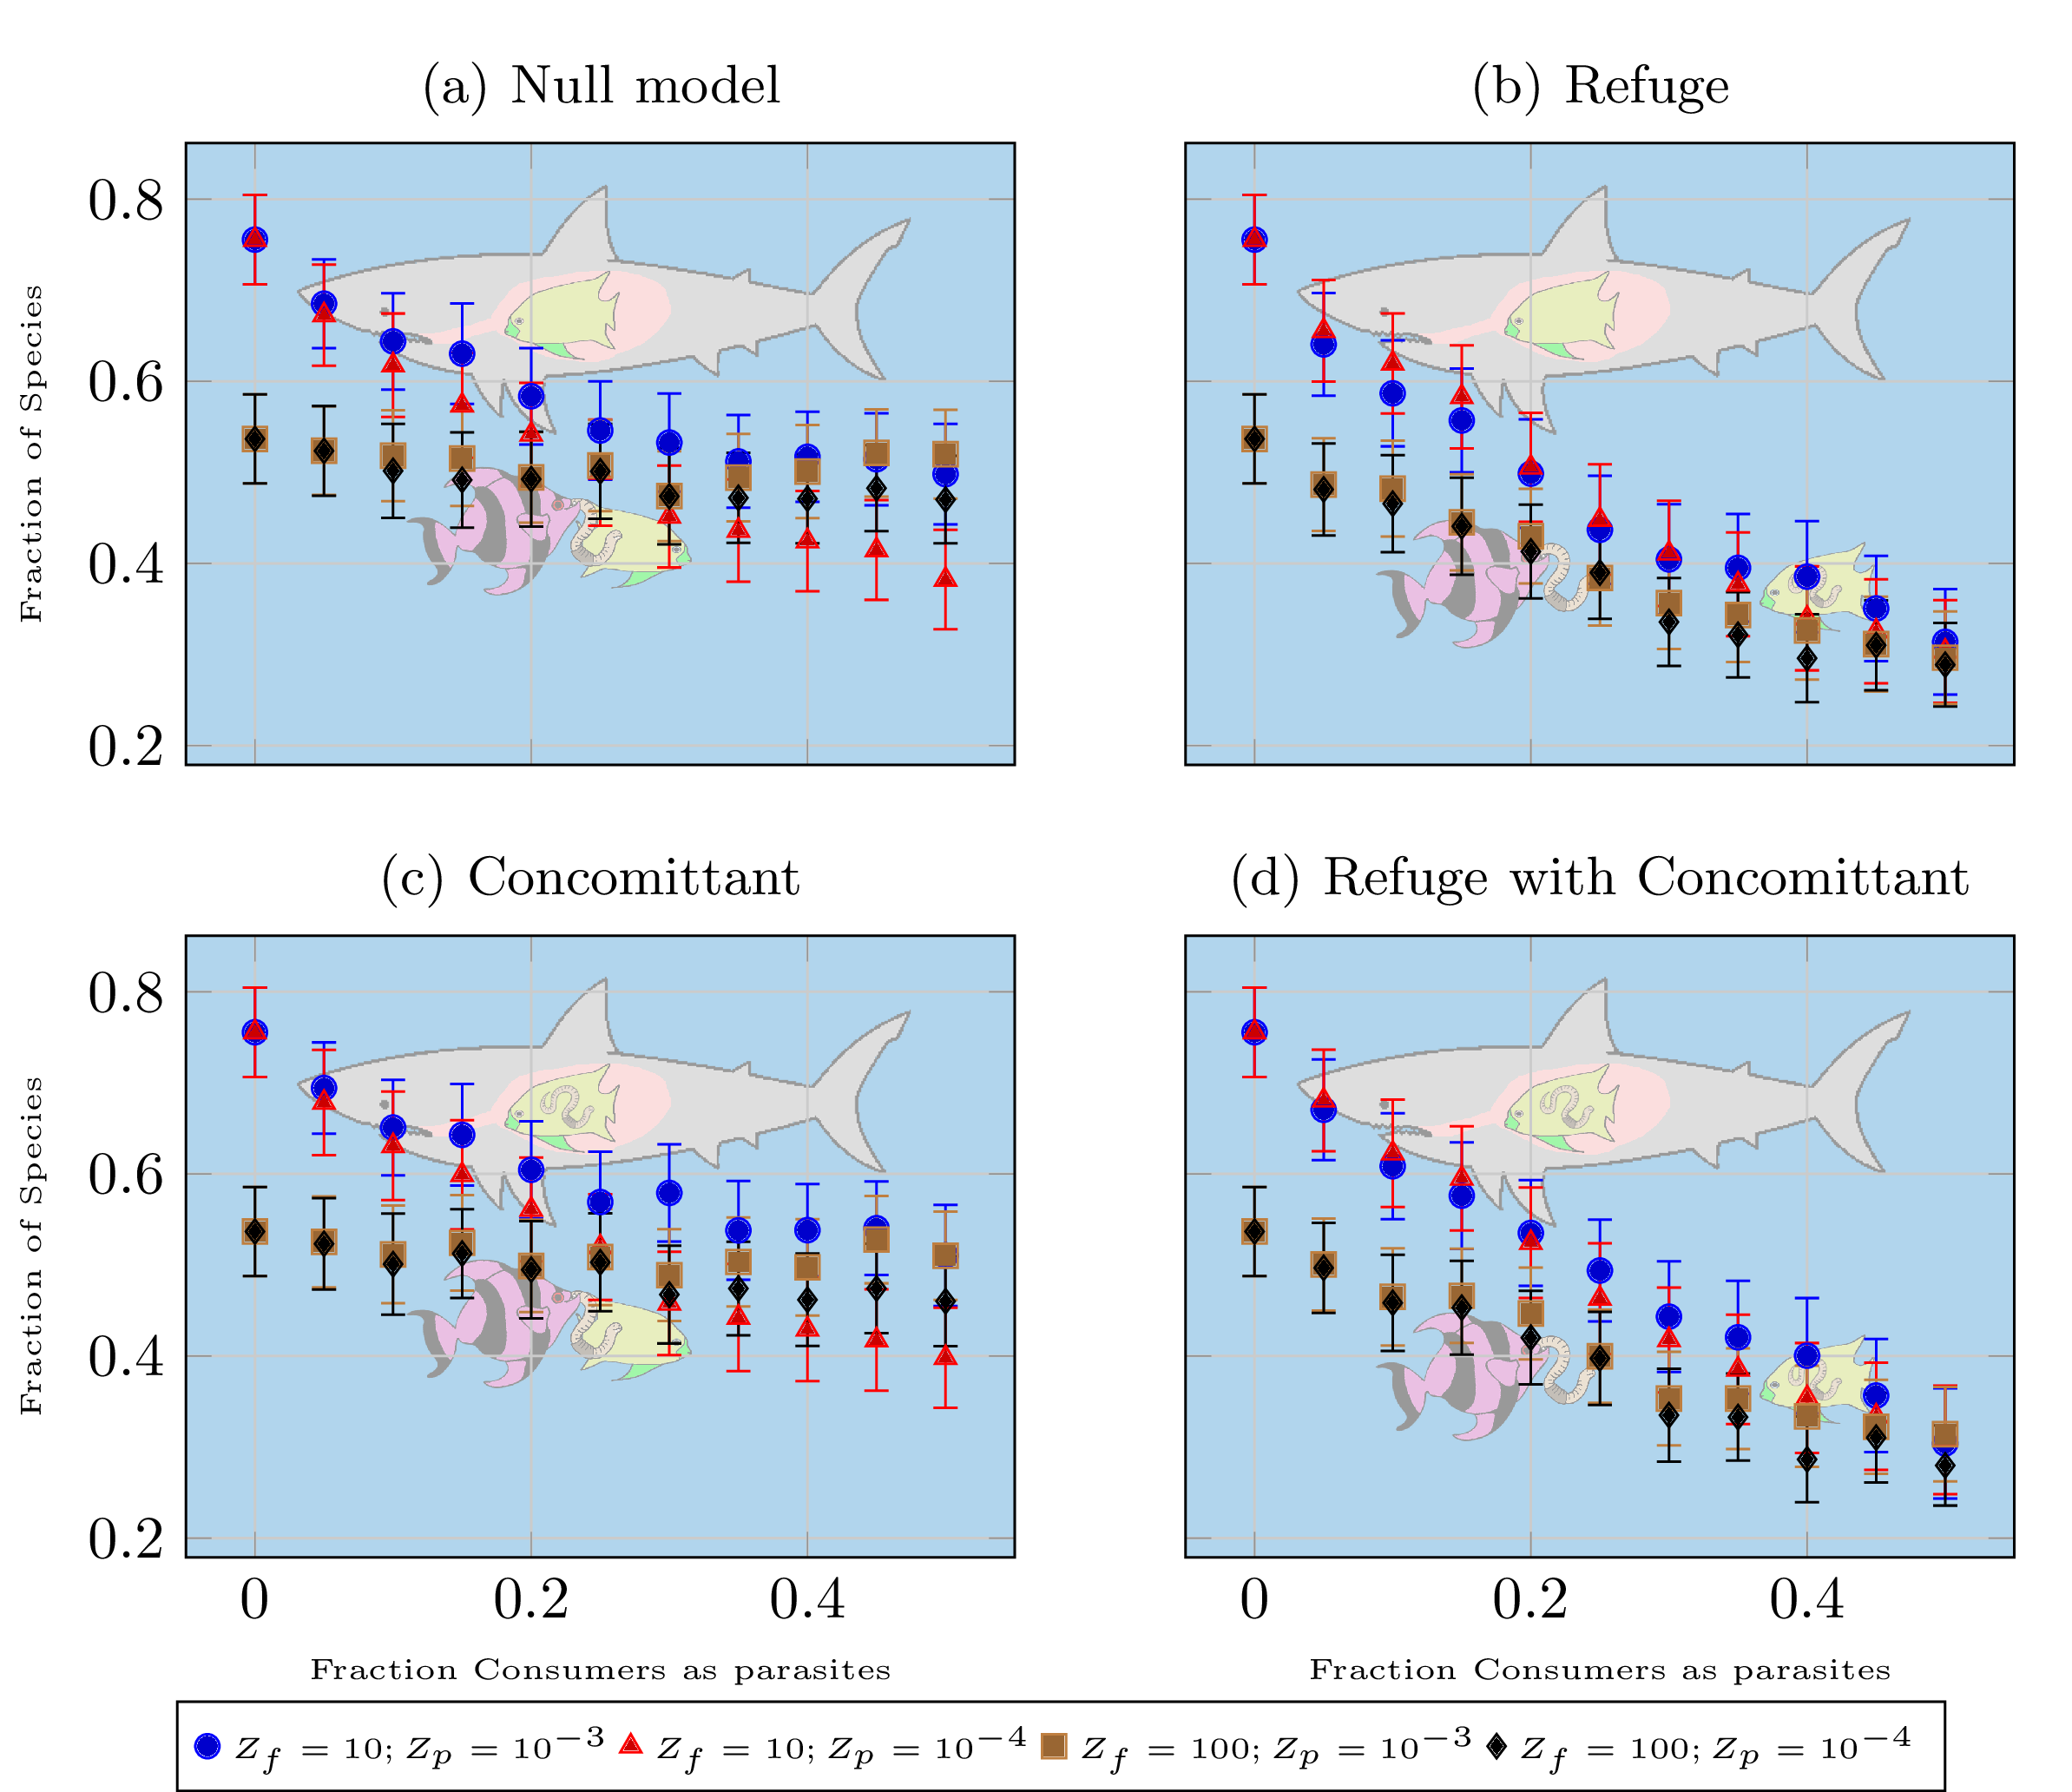 (a) Null model
(b) Refuge
0.8
0.6
0.4
0.2
Fraction of Species
(c) Concomittant
(d) Refuge with Concomittant
0.8
0.6
0.4
0.2
Fraction of Species
0 0.2 0.4
0 0.2 0.4
Fraction Consumers as parasites
Fraction Consumers as parasites
Z_f = 10; Z_p = 10^{-3} Z_f = 10; Z_p = 10^{-4} Z_f = 100; Z_p = 10^{-3} Z_f = 100; Z_p = 10^{-4}